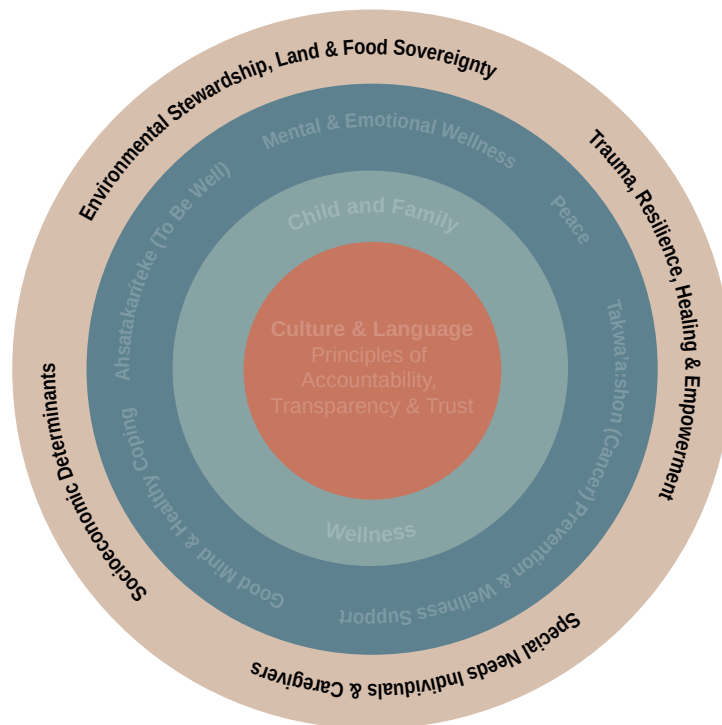 Environmental Stewardship, Land & Food Sovereignty
Trauma, Resilience, Healing & Empowerment
Special Needs Individuals & Caregivers
Socioeconomic Determinants
Mental & Emotional Wellness
Peace
Takwa'a:shon (Cancer) Prevention & Wellness Support
Good Mind & Healthy Coping
Ahsatakaríteke (To Be Well)
Child and Family
Wellness
Culture & Language
Principles of
Accountability,
Transparency & Trust